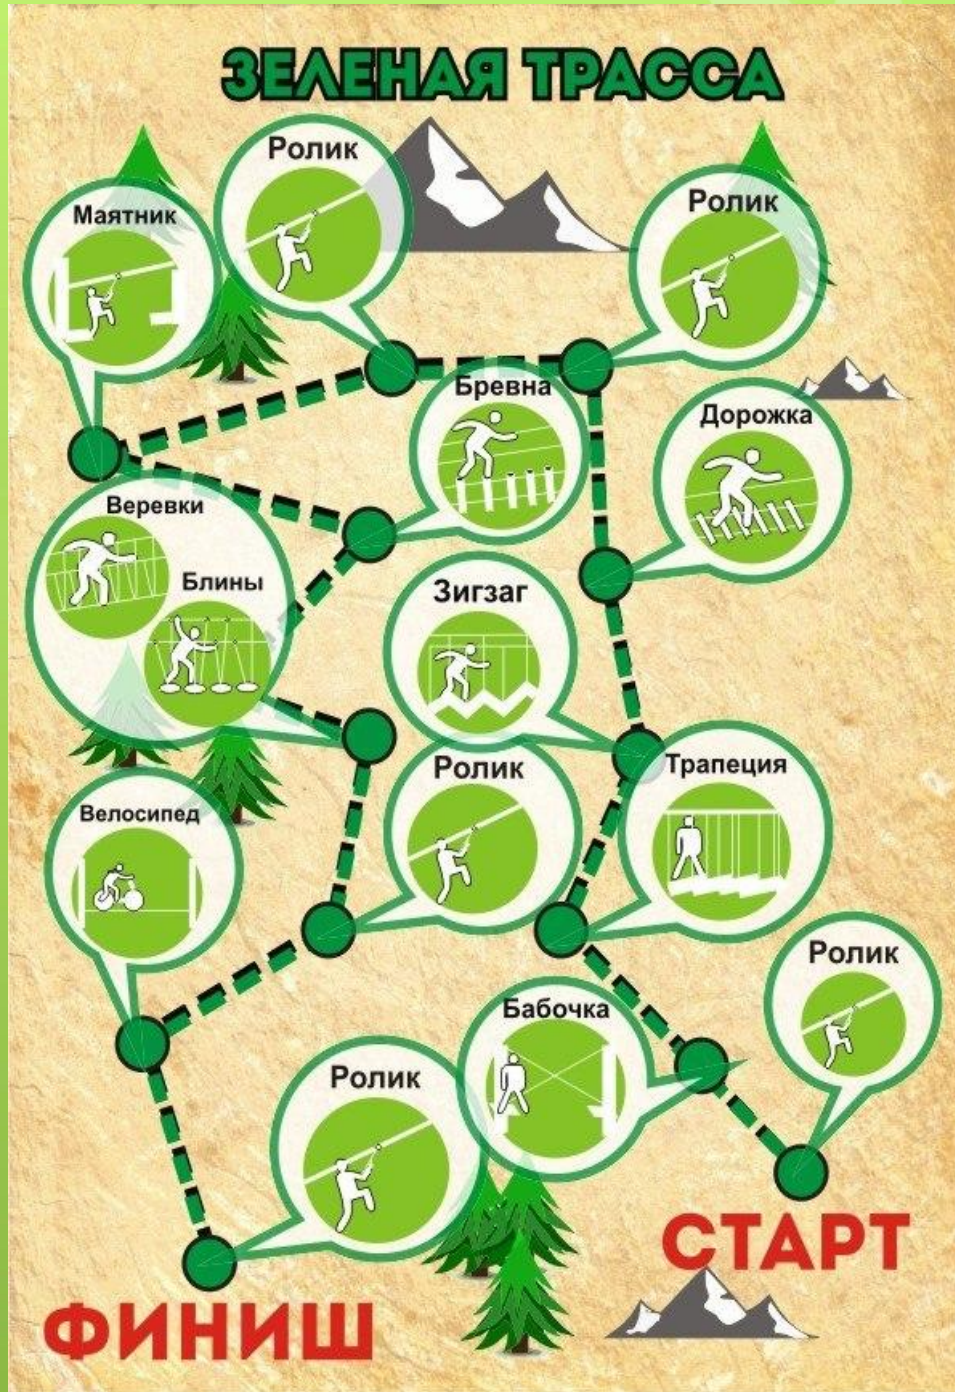 ЗЕЛЕНАЯ ТРАССА
Ролик
Ролик
Маятник
Бревна
Дорожка
Веревки
Блины
Зигзаг
Трапеция
Ролик
Велосипед
Ролик
Бабочка
Ролик
СТАРТ
ФИНИШ